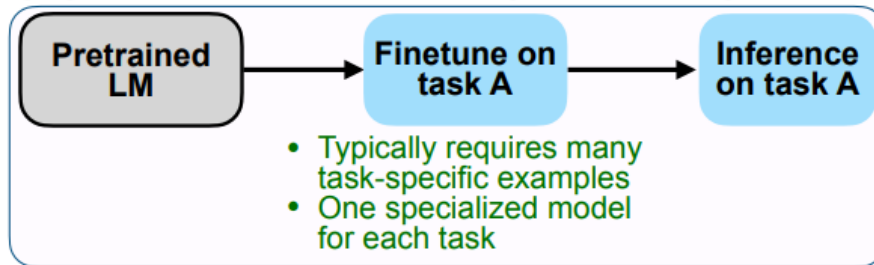 Pretrained
LM
Finetune on
task A
Inference
on task A
• Typically requires many
task-specific examples
• One specialized model
for each task